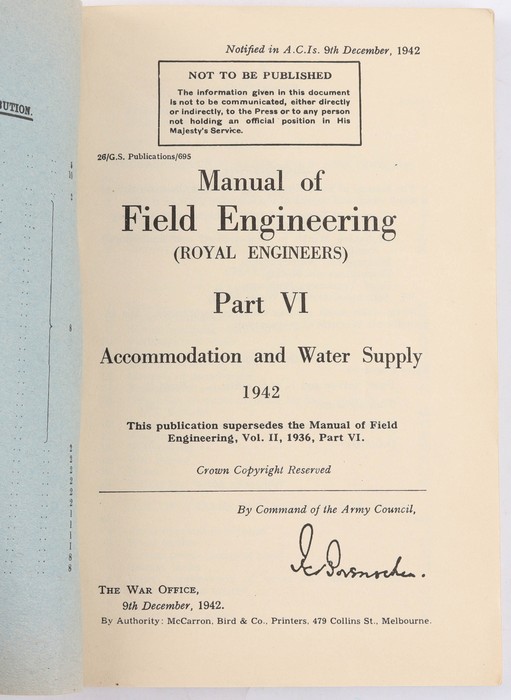 UTION.
Notified in A.C.Is. 9th December, 1942
NOT TO BE PUBLISHED
The information given in this document
is not to be communicated, either directly
or indirectly, to the Press or to any person
not holding an official position in His
Majesty's Service.
26/G.S. Publications/695
Manual of
Field Engineering
(ROYAL ENGINEERS)
Part VI
Accommodation and Water Supply
1942
This publication supersedes the Manual of Field
Engineering, Vol. II, 1936, Part VI.
Crown Copyright Reserved
By Command of the Army Council,
THE WAR OFFICE,
9th December, 1942.
By Authority: McCarron, Bird & Co., Printers, 479 Collins St., Melbourne.